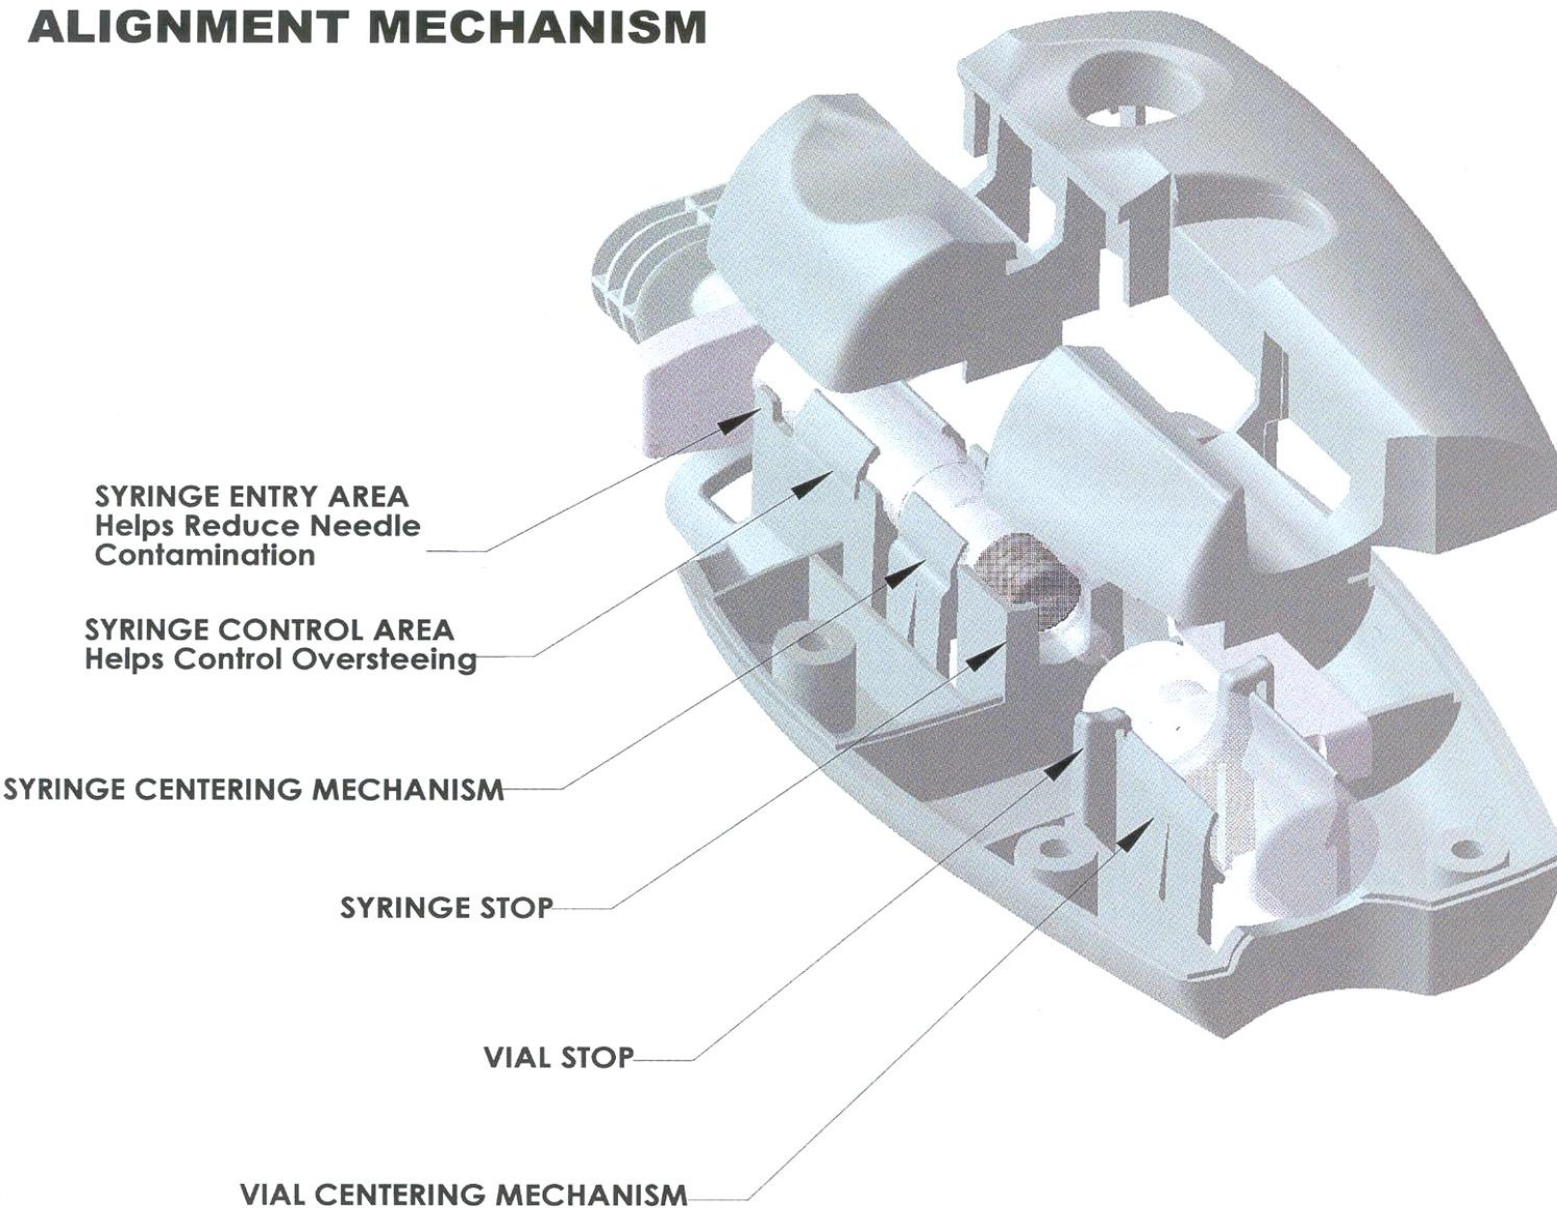 ALIGNMENT MECHANISM
SYRINGE ENTRY AREA
Helps Reduce Needle
Contamination
SYRINGE CONTROL AREA
Helps Control Oversteeing
SYRINGE CENTERING MECHANISM
SYRINGE STOP
VIAL STOP
VIAL CENTERING MECHANISM